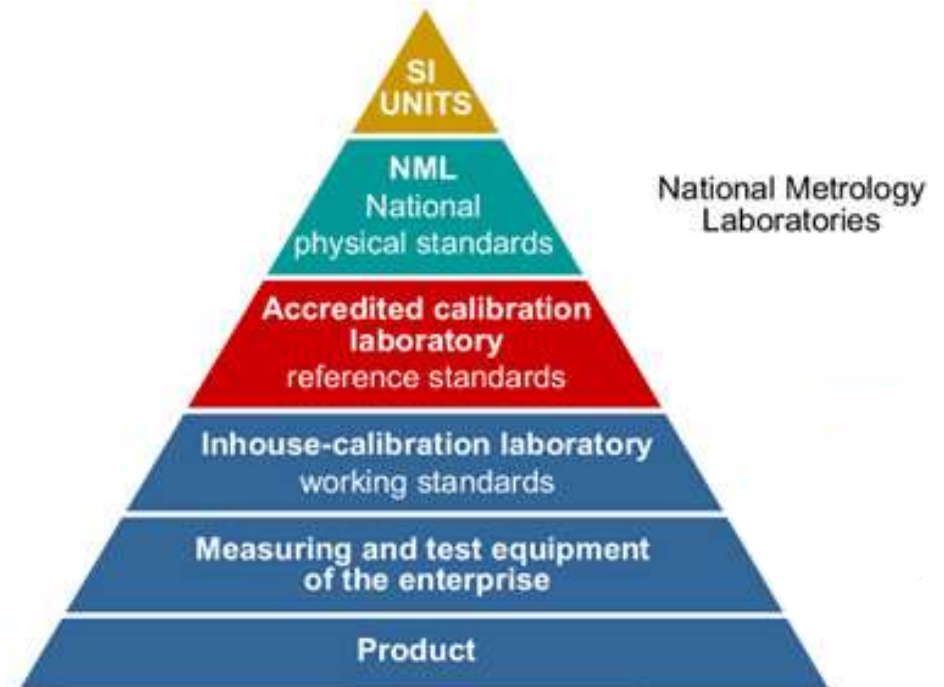 SI
UNITS
NML
National
physical standards
National Metrology
Laboratories
Accredited calibration
laboratory
reference standards
Inhouse-calibration laboratory
working standards
Measuring and test equipment
of the enterprise
Product